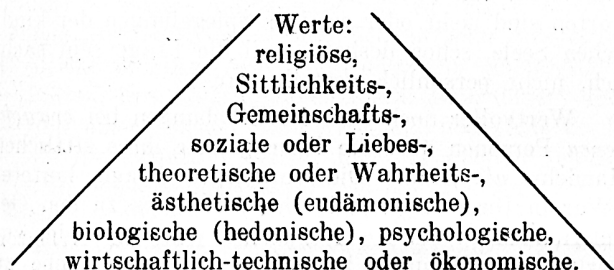 Werte:
religiöse,
Sittlichkeits-,
Gemeinschafts-,
soziale oder Liebes-,
theoretische oder Wahrheits-,
ästhetische (eudämonische),
biologische (hedonische), psychologische,
wirtschaftlich-technische oder ökonomische.